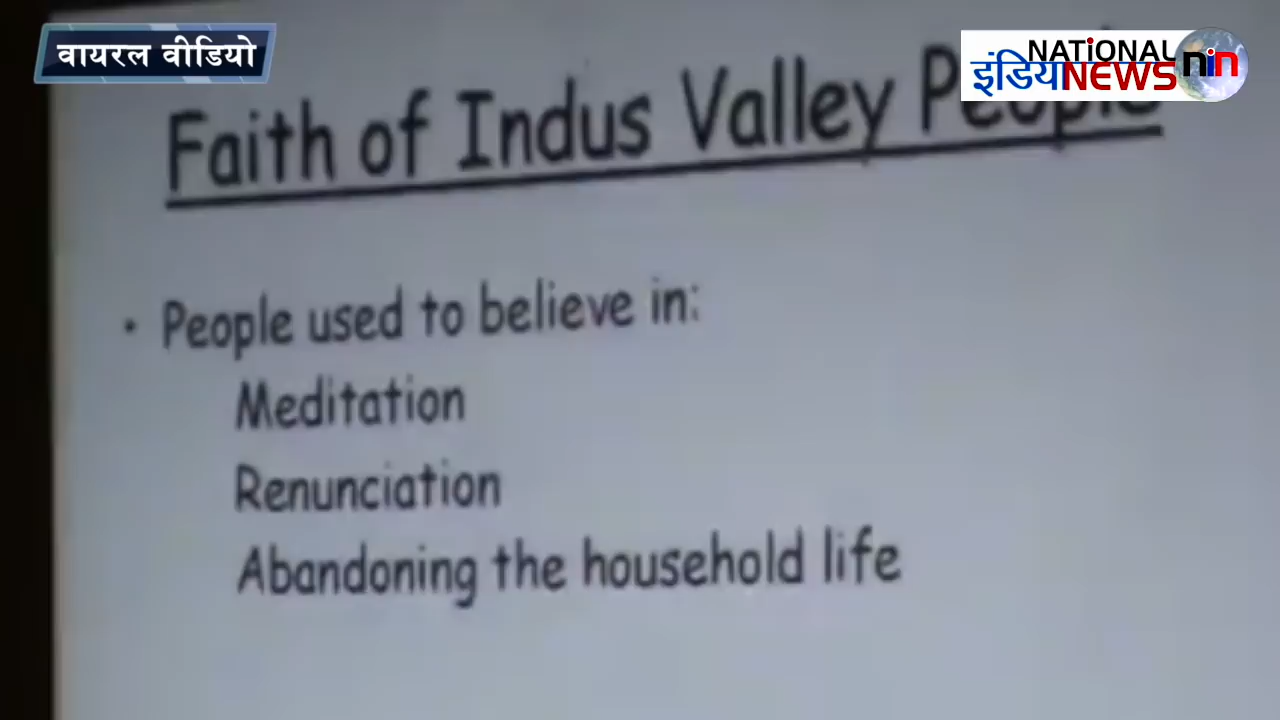 वायरल वीडियो
NATiONAL
इंडियाNEWS
nin
Faith of Indus Valley People
• People used to believe in:
Meditation
Renunciation
Abandoning the household life